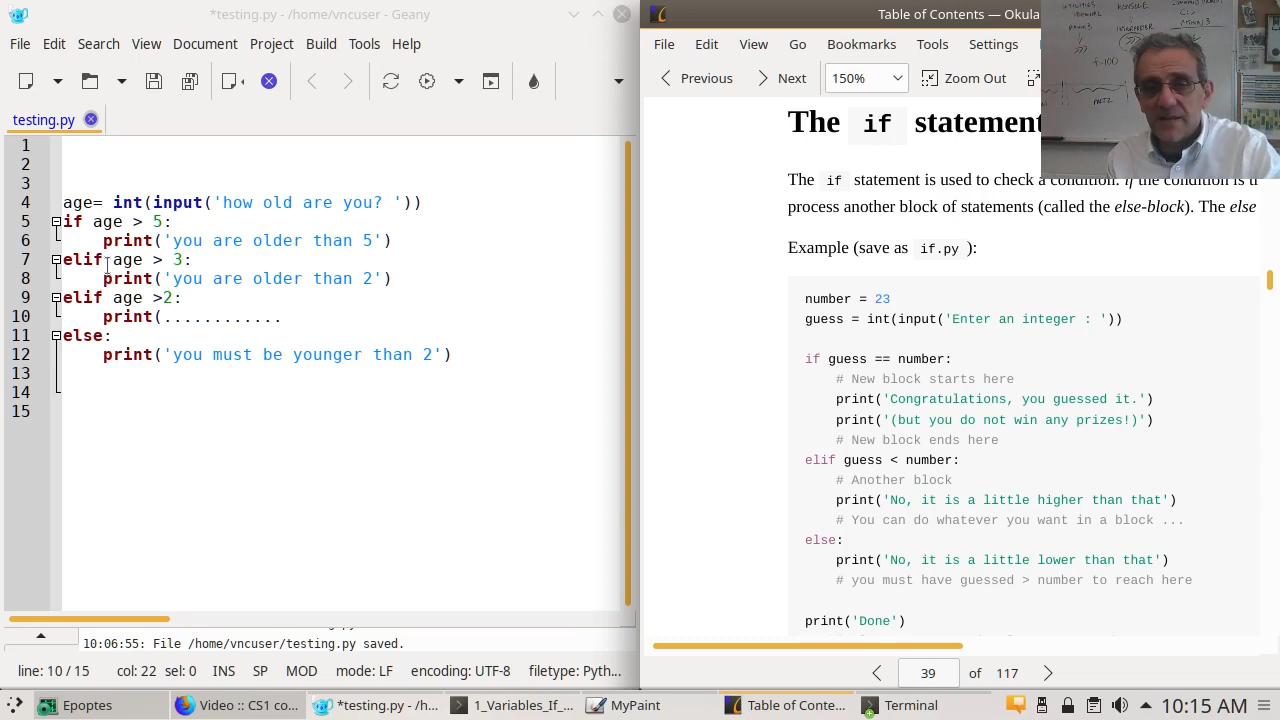 *testing.py - /home/vncuser - Geany
File Edit Search View Document Project Build Tools Help
testing.py
1
2
3
4 age= int(input('how old are you? '))
5 if age > 5:
6 print('you are older than 5')
7 elif age > 3:
8 print('you are older than 2')
9 elif age >2:
10 print(............
11 else:
12 print('you must be younger than 2')
13
14
15
10:06:55: File /home/vncuser/testing.py saved.
line: 10 / 15 col: 22 sel: 0 INS SP MOD mode: LF encoding: UTF-8 filetype: Pyth...
Table of Contents — Okula
File Edit View Go Bookmarks Tools Settings
Previous Next 150% Zoom Out
The if statement
The if statement is used to check a condition: if the condition is
process another block of statements (called the else-block). The else
Example (save as if.py ):
number = 23
guess = int(input('Enter an integer : '))
if guess == number:
# New block starts here
print('Congratulations, you guessed it.')
print('(but you do not win any prizes!)')
# New block ends here
elif guess < number:
# Another block
print('No, it is a little higher than that')
# You can do whatever you want in a block ...
else:
print('No, it is a little lower than that')
# you must have guessed > number to reach here
print('Done')
39 of 117
Epoptes Video :: CS1 co... *testing.py - /h... 1_Variables_If_... MyPaint Table of Conte... Terminal 10:15 AM